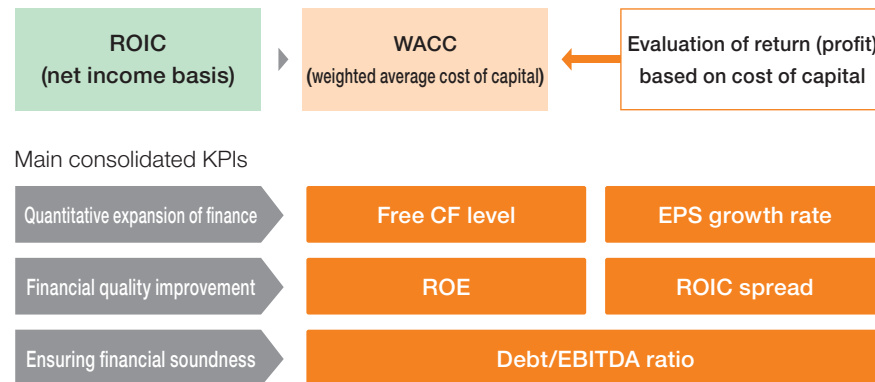 ROIC
(net income basis)
WACC
(weighted average cost of capital)
Evaluation of return (profit)
based on cost of capital
Main consolidated KPIs
Quantitative expansion of finance
Free CF level
EPS growth rate
Financial quality improvement
ROE
ROIC spread
Ensuring financial soundness
Debt/EBITDA ratio